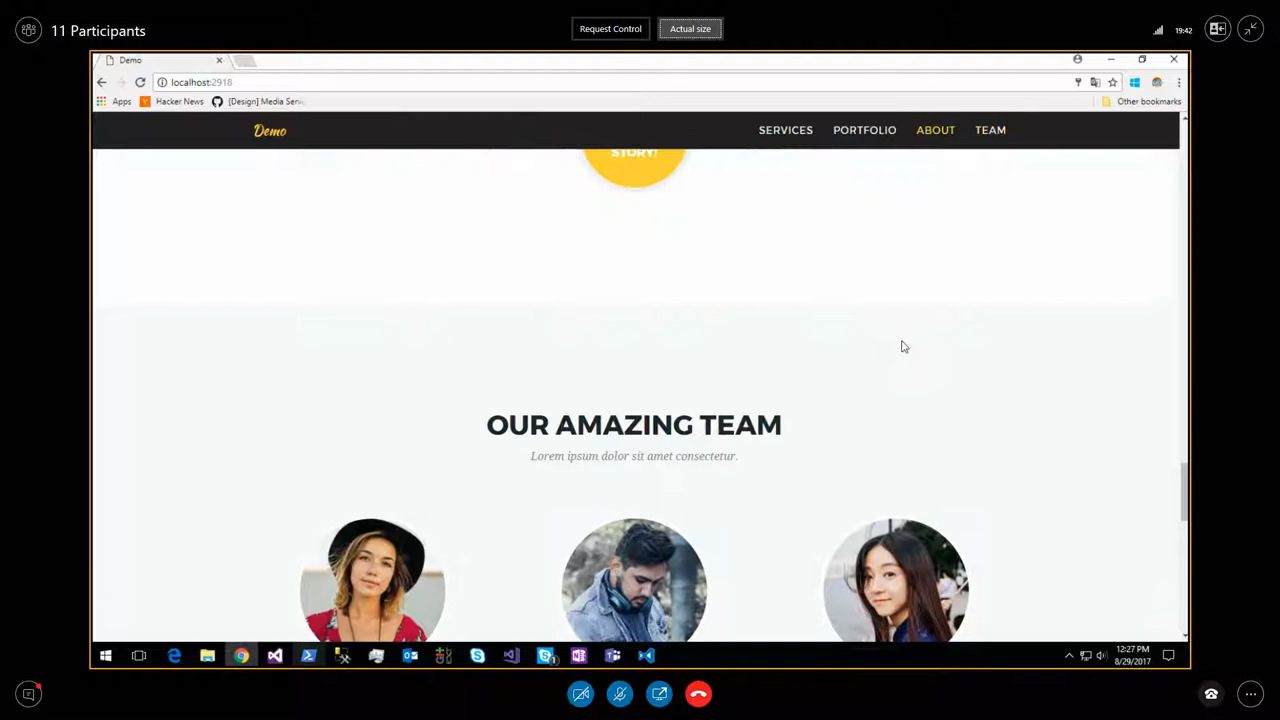 11 Participants
Request Control
Actual size
19:42
Demo
localhost:2918
Apps
Hacker News
[Design] Media Servi
Other bookmarks
Demo
SERVICES
PORTFOLIO
ABOUT
TEAM
STORY!
OUR AMAZING TEAM
Lorem ipsum dolor sit amet consectetur.
12:27 PM
8/29/2017